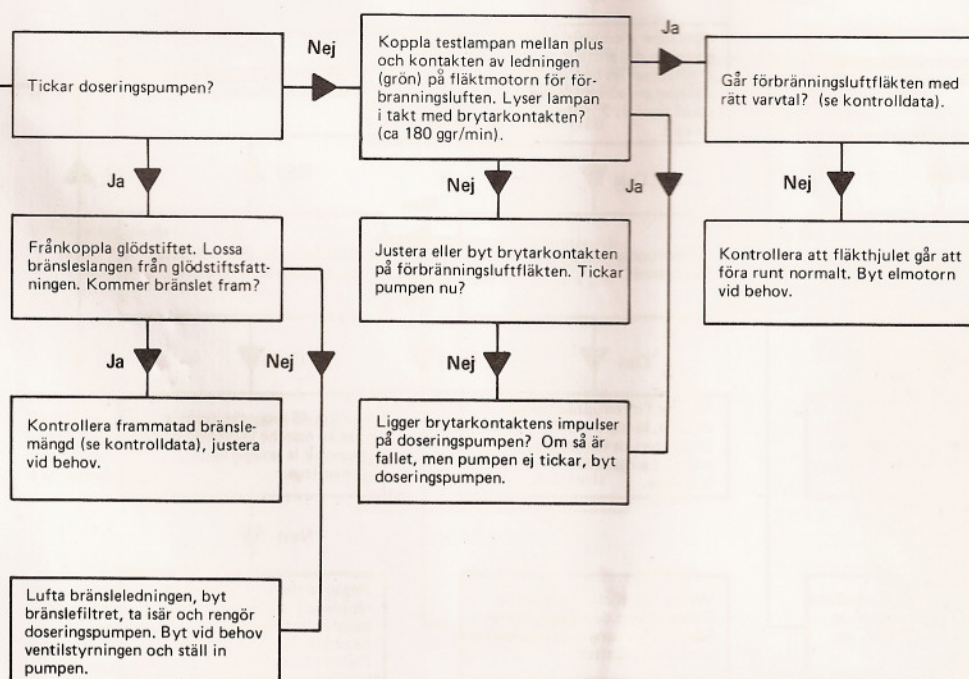 Tickar doseringspumpen?
Nej
Koppla testlampan mellan plus
och kontakten av ledningen
(grön) på fläktmotorn för för-
branningsluften. Lyser lampan
i takt med brytarkontakten?
(ca 180 ggr/min).
Ja
Går förbränningsluftfläkten med
rätt varvtal? (se kontrolldata).
Ja
Nej
Ja
Nej
Frånkoppla glödstiftet. Lossa
bränsleslangen från glödstiftsfatt-
ningen. Kommer bränslet fram?
Justera eller byt brytarkontakten
på förbränningsluftfläkten. Tickar
pumpen nu?
Kontrollera att fläkthjulet går att
föra runt normalt. Byt elmotorn
vid behov.
Ja
Nej
Nej
Kontrollera frammatad bränsle-
mängd (se kontrolldata), justera
vid behov.
Ligger brytarkontaktens impulser
på doseringspumpen? Om så är
fallet, men pumpen ej tickar, byt
doseringspumpen.
Lufta bränsleledningen, byt
bränslefiltret, ta isär och rengör
doseringspumpen. Byt vid behov
ventilstyrningen och ställ in
pumpen.